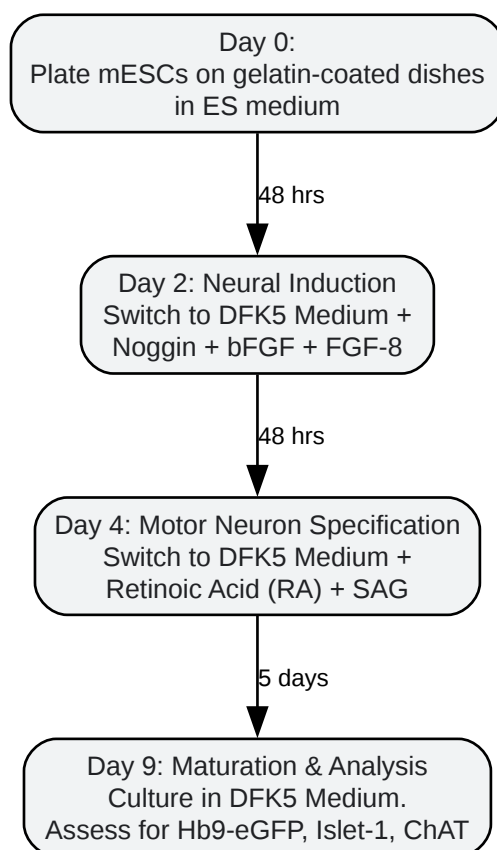 Day 0:
Plate mESCs on gelatin-coated dishes
in ES medium
48 hrs
Day 2: Neural Induction
Switch to DFK5 Medium +
Noggin + bFGF + FGF-8
48 hrs
Day 4: Motor Neuron Specification
Switch to DFK5 Medium +
Retinoic Acid (RA) + SAG
5 days
Day 9: Maturation & Analysis
Culture in DFK5 Medium.
Assess for Hb9-eGFP, Islet-1, ChAT